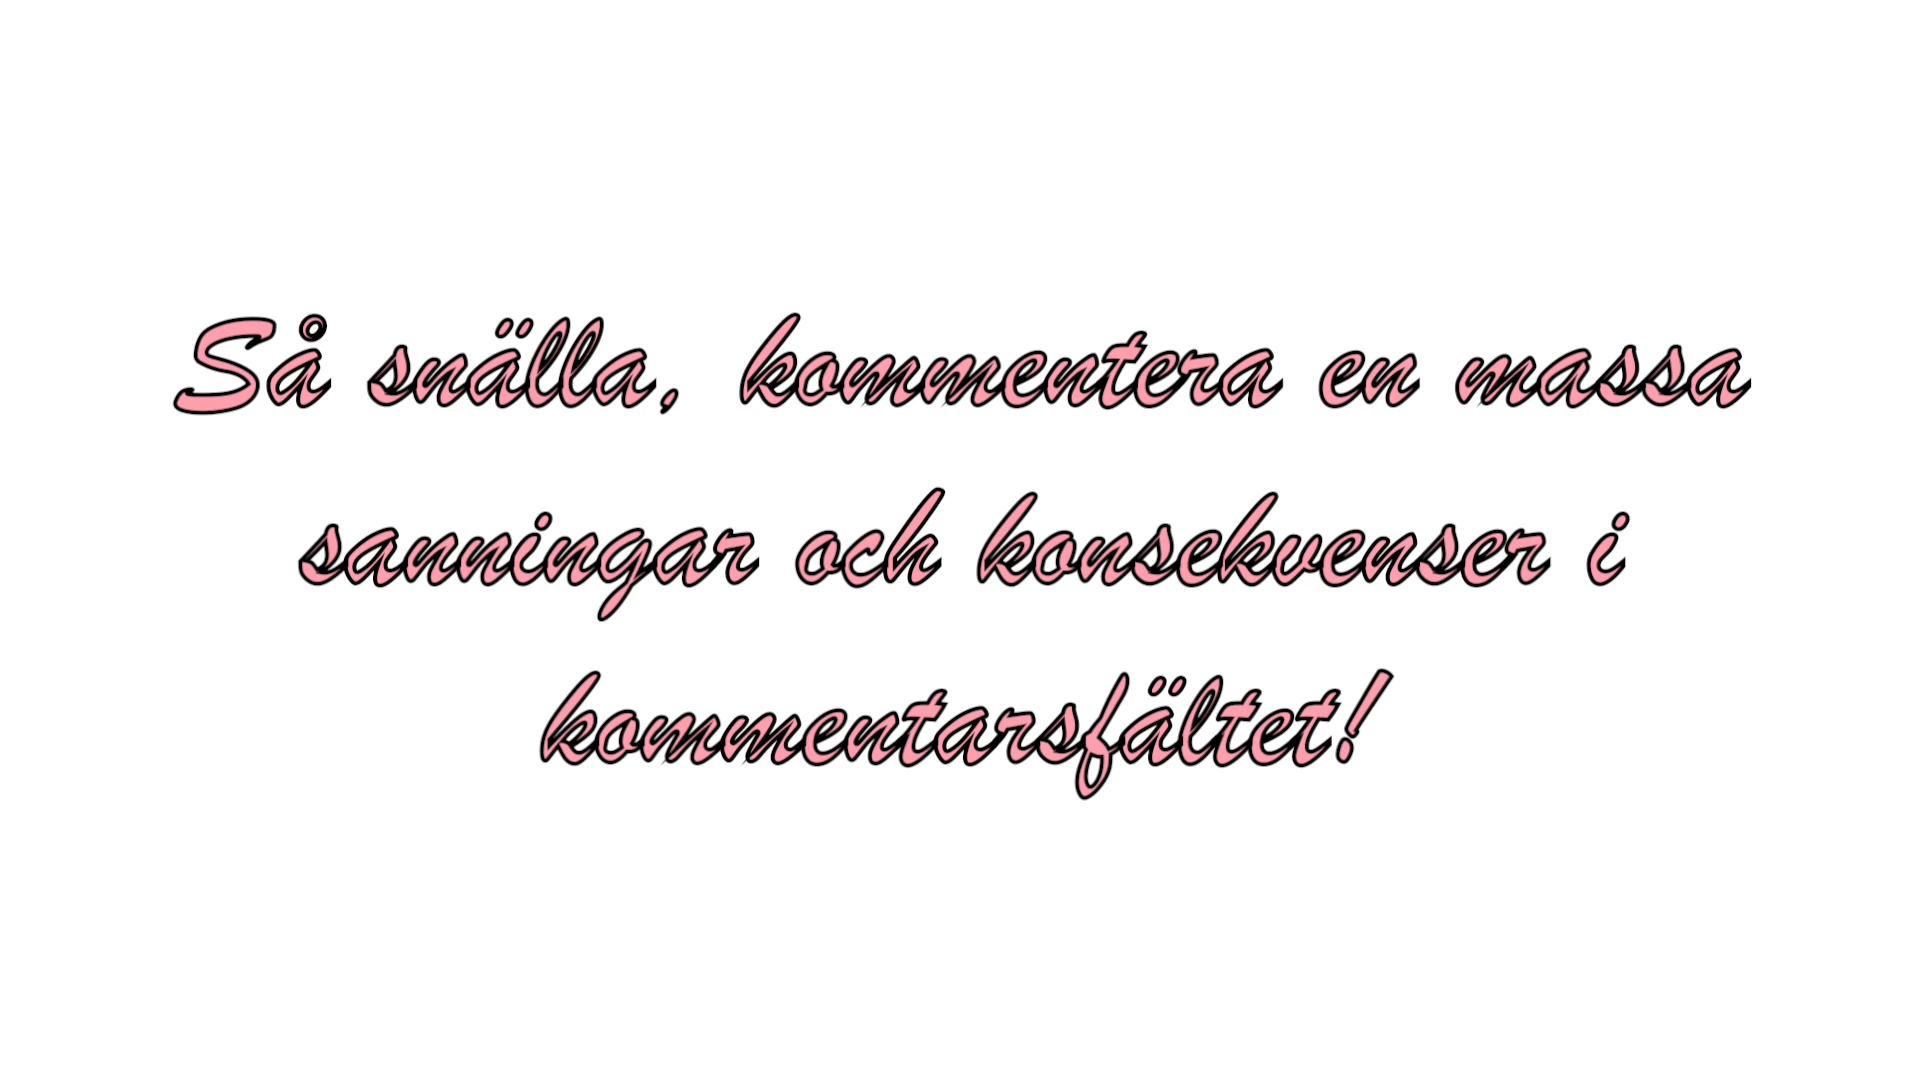 Så snälla, kommentera en massa
sanningar och konsekvenser i
kommentarsfältet!